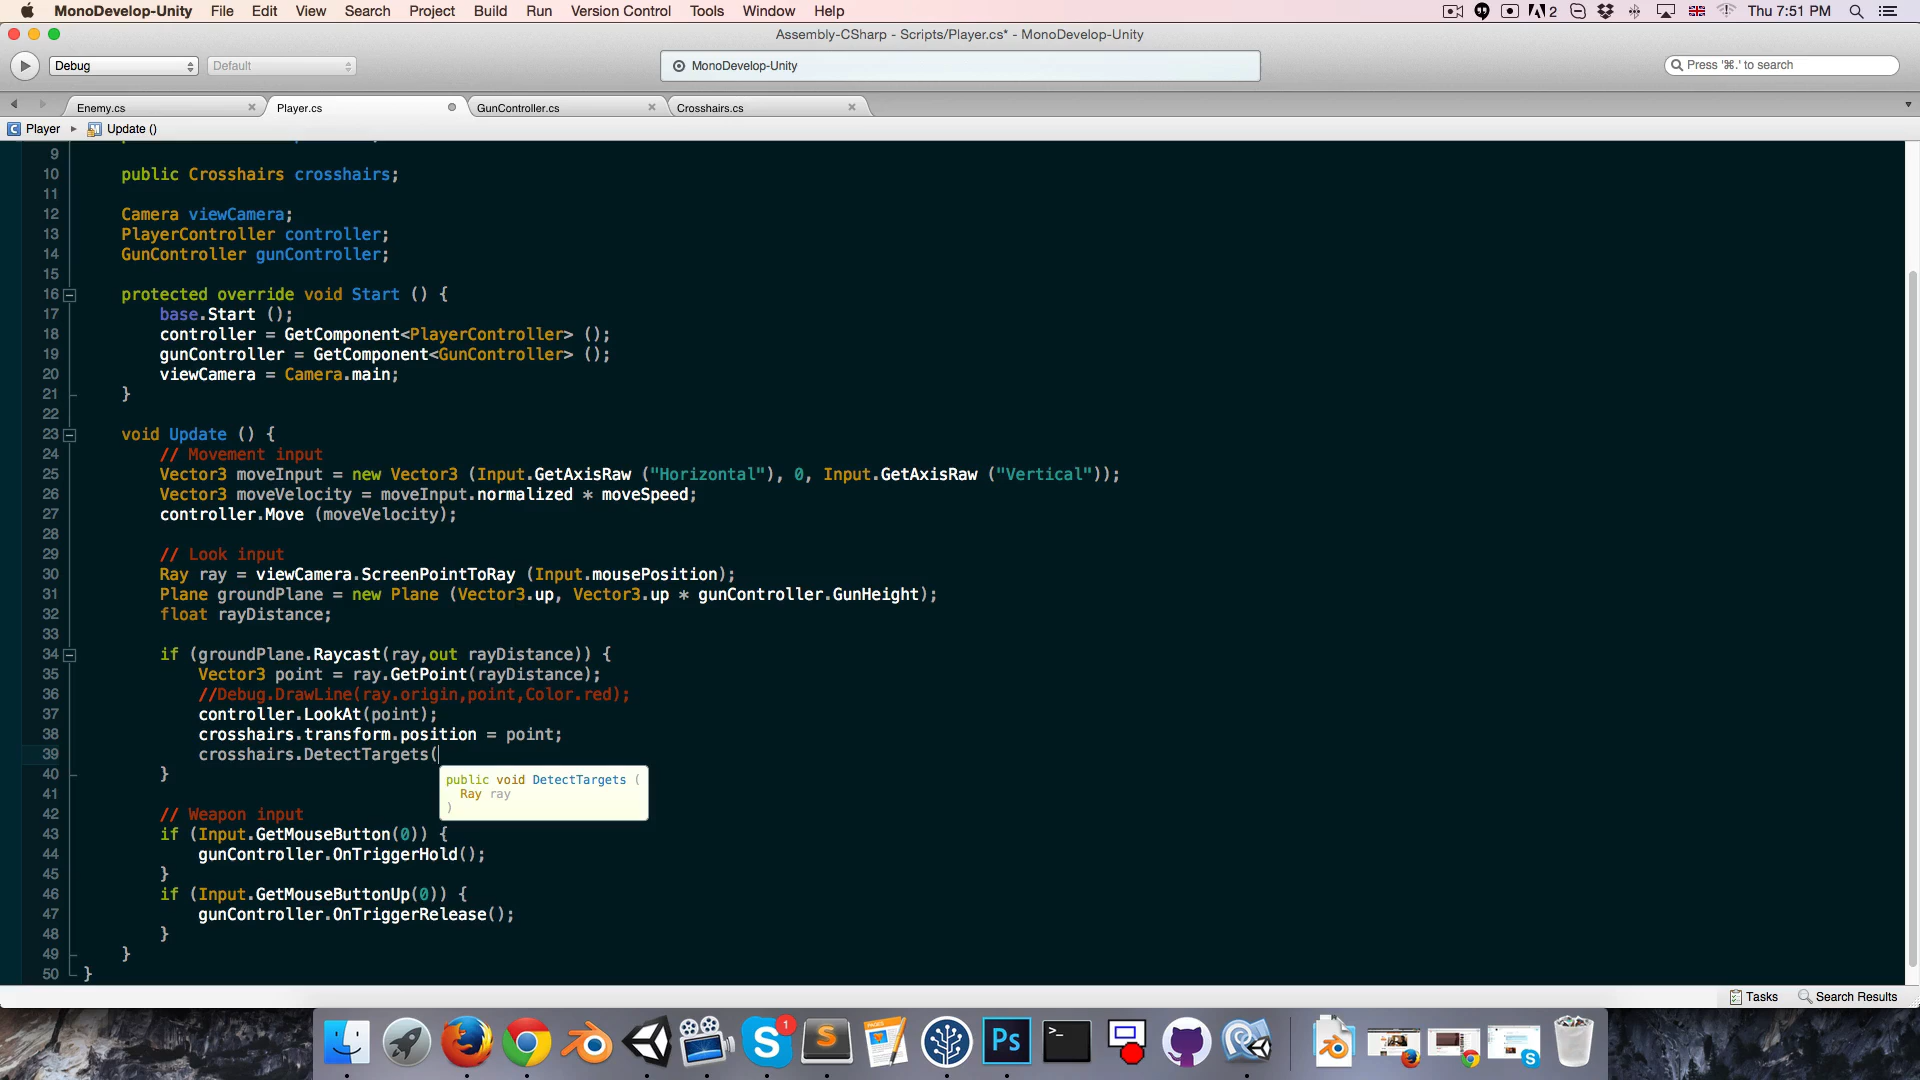 MonoDevelop-Unity File Edit View Search Project Build Run Version Control Tools Window Help 2 Thu 7:51 PM
Assembly-CSharp - Scripts/Player.cs* - MonoDevelop-Unity
Debug Default MonoDevelop-Unity Press '⌘.' to search
Enemy.cs Player.cs GunController.cs Crosshairs.cs
C Player ▸ Update ()
9
10 public Crosshairs crosshairs;
11
12 Camera viewCamera;
13 PlayerController controller;
14 GunController gunController;
15
16 protected override void Start () {
17 base.Start ();
18 controller = GetComponent<PlayerController> ();
19 gunController = GetComponent<GunController> ();
20 viewCamera = Camera.main;
21 }
22
23 void Update () {
24 // Movement input
25 Vector3 moveInput = new Vector3 (Input.GetAxisRaw ("Horizontal"), 0, Input.GetAxisRaw ("Vertical"));
26 Vector3 moveVelocity = moveInput.normalized * moveSpeed;
27 controller.Move (moveVelocity);
28
29 // Look input
30 Ray ray = viewCamera.ScreenPointToRay (Input.mousePosition);
31 Plane groundPlane = new Plane (Vector3.up, Vector3.up * gunController.GunHeight);
32 float rayDistance;
33
34 if (groundPlane.Raycast(ray,out rayDistance)) {
35 Vector3 point = ray.GetPoint(rayDistance);
36 //Debug.DrawLine(ray.origin,point,Color.red);
37 controller.LookAt(point);
38 crosshairs.transform.position = point;
39 crosshairs.DetectTargets(
40 }
public void DetectTargets (
Ray ray
)
41
42 // Weapon input
43 if (Input.GetMouseButton(0)) {
44 gunController.OnTriggerHold();
45 }
46 if (Input.GetMouseButtonUp(0)) {
47 gunController.OnTriggerRelease();
48 }
49 }
50 }
Tasks Search Results
1
S
S
Ps
>_
S